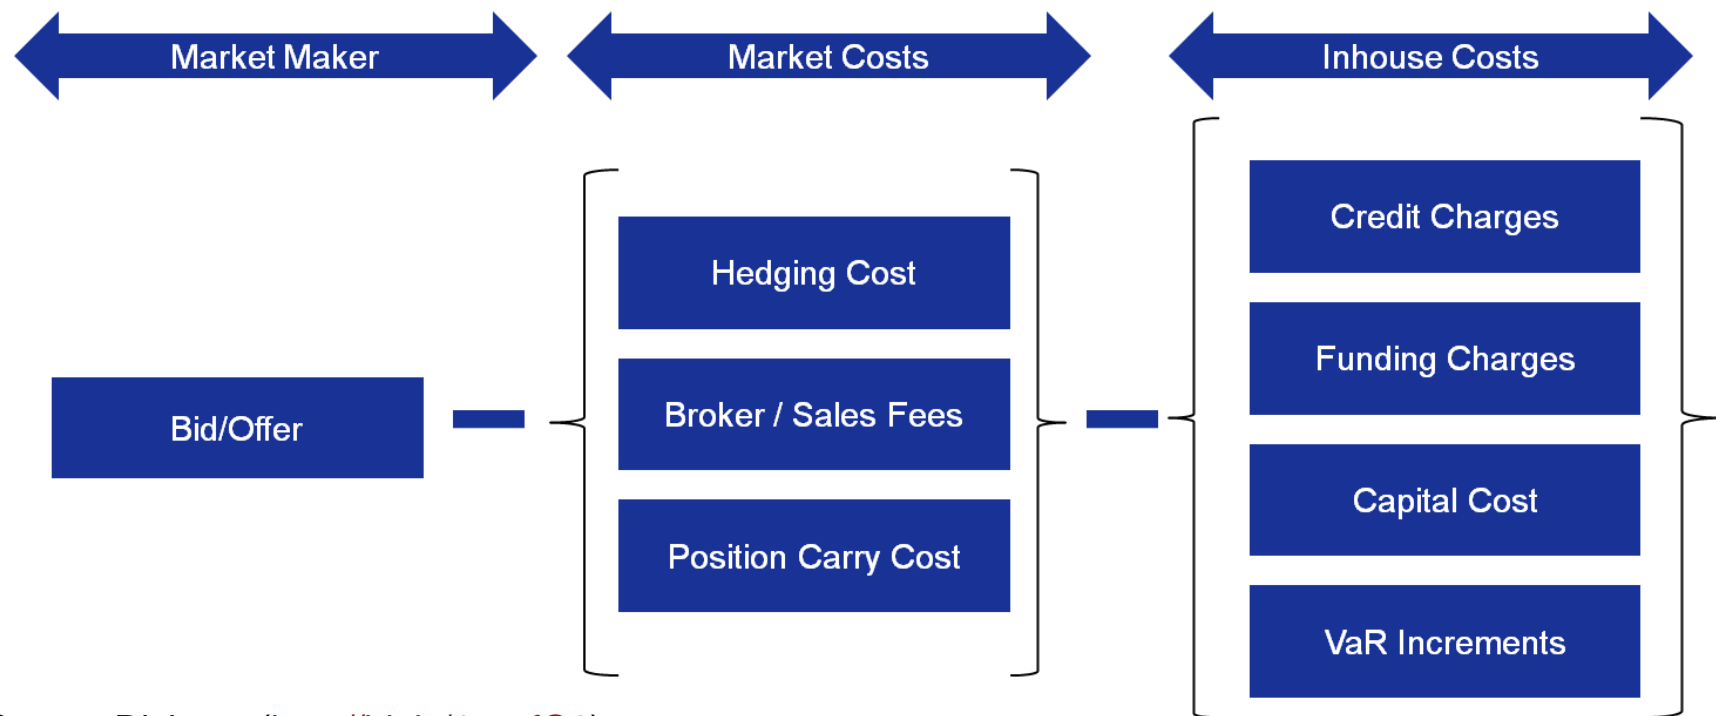 Market Maker
Market Costs
Inhouse Costs
Bid/Offer
Hedging Cost
Broker / Sales Fees
Position Carry Cost
Credit Charges
Funding Charges
Capital Cost
VaR Increments